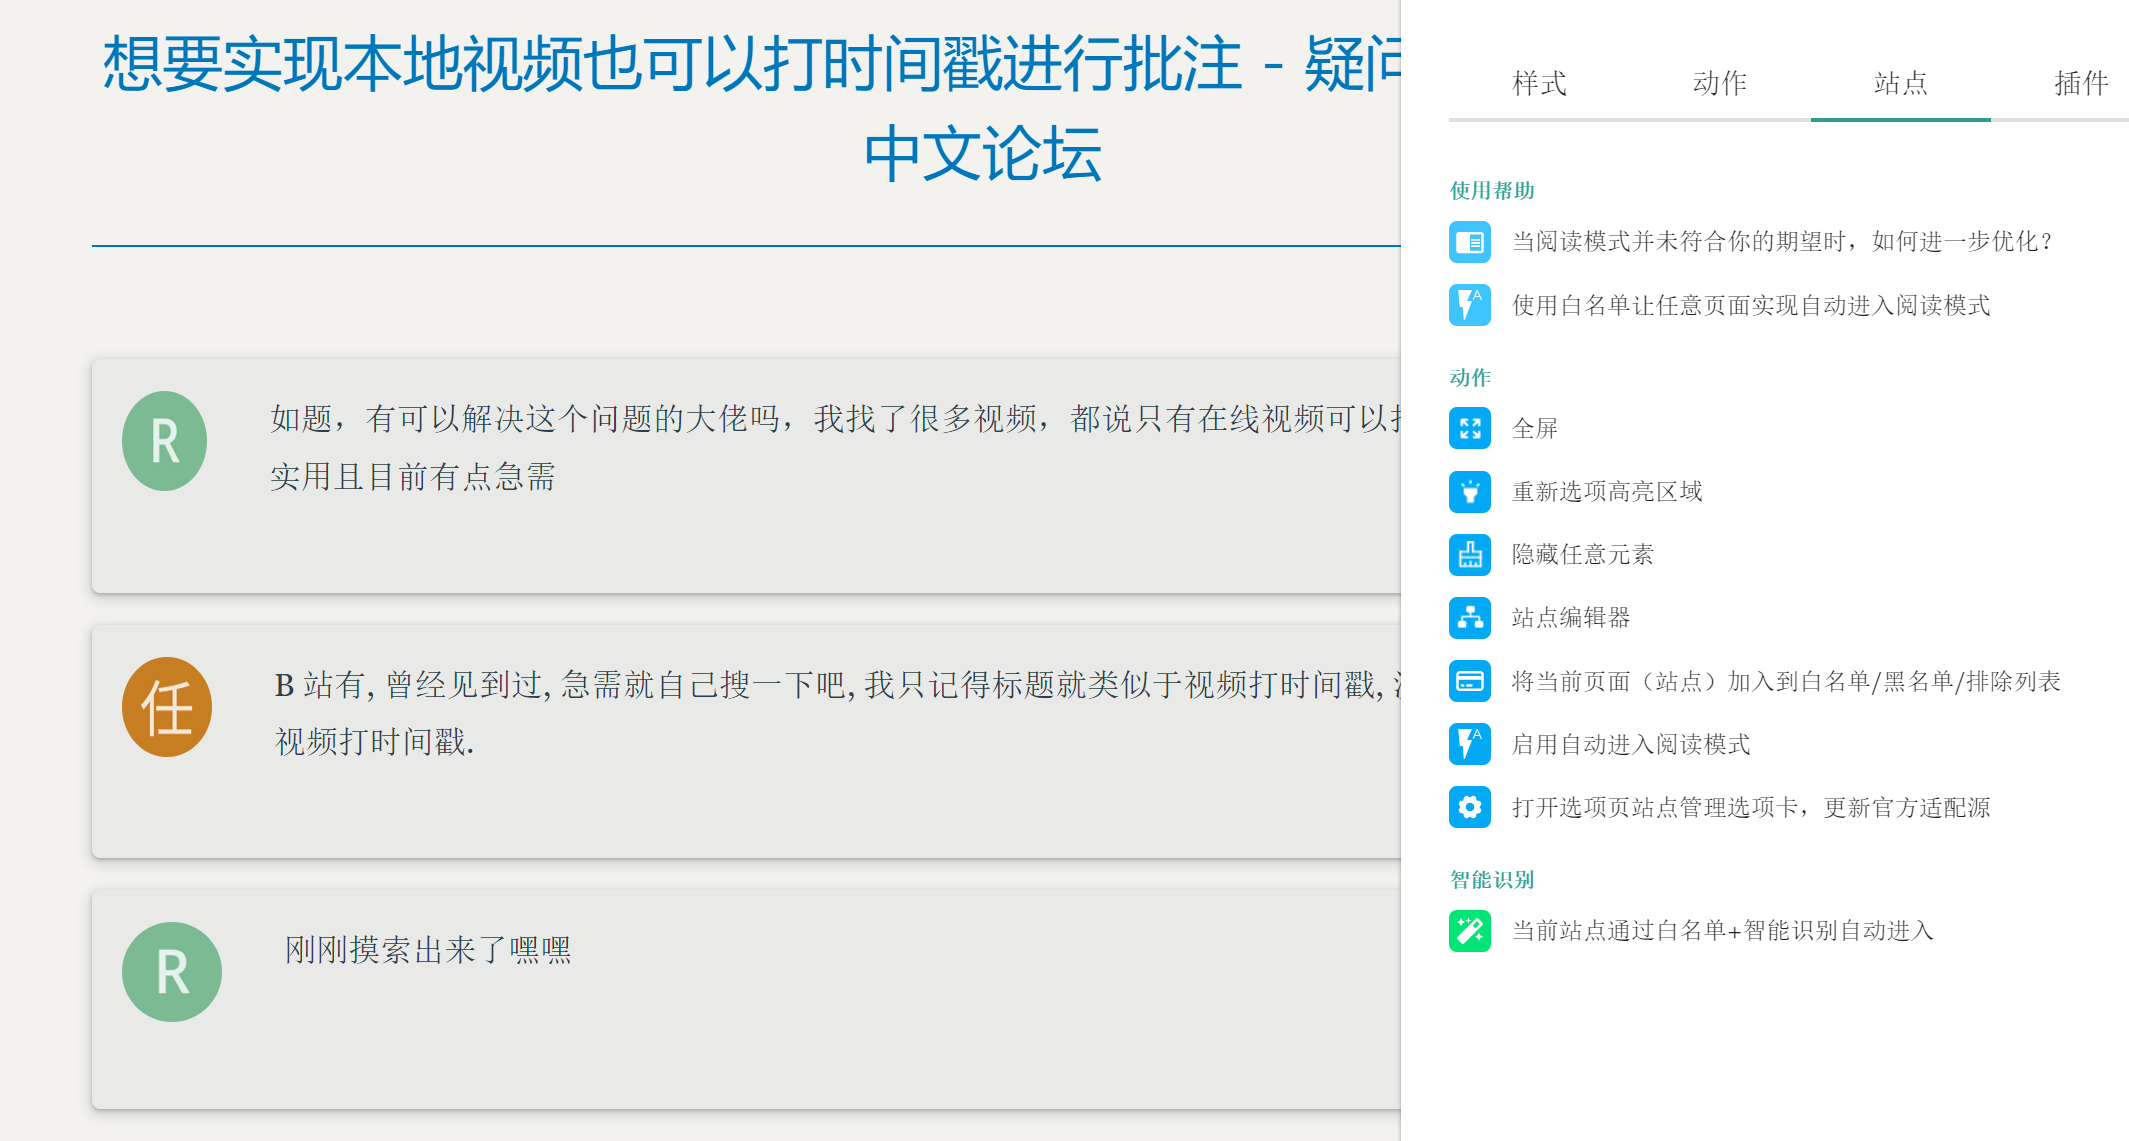 想要实现本地视频也可以打时间戳进行批注 - 疑问
中文论坛
R
如题，有可以解决这个问题的大佬吗，我找了很多视频，都说只有在线视频可以打
实用且目前有点急需
任
B 站有, 曾经见到过, 急需就自己搜一下吧, 我只记得标题就类似于视频打时间戳,
视频打时间戳.
R
刚刚摸索出来了嘿嘿
样式
动作
站点
插件
使用帮助
当阅读模式并未符合你的期望时，如何进一步优化？
使用白名单让任意页面实现自动进入阅读模式
动作
全屏
重新选项高亮区域
隐藏任意元素
站点编辑器
将当前页面（站点）加入到白名单/黑名单/排除列表
启用自动进入阅读模式
打开选项页站点管理选项卡，更新官方适配源
智能识别
当前站点通过白名单+智能识别自动进入